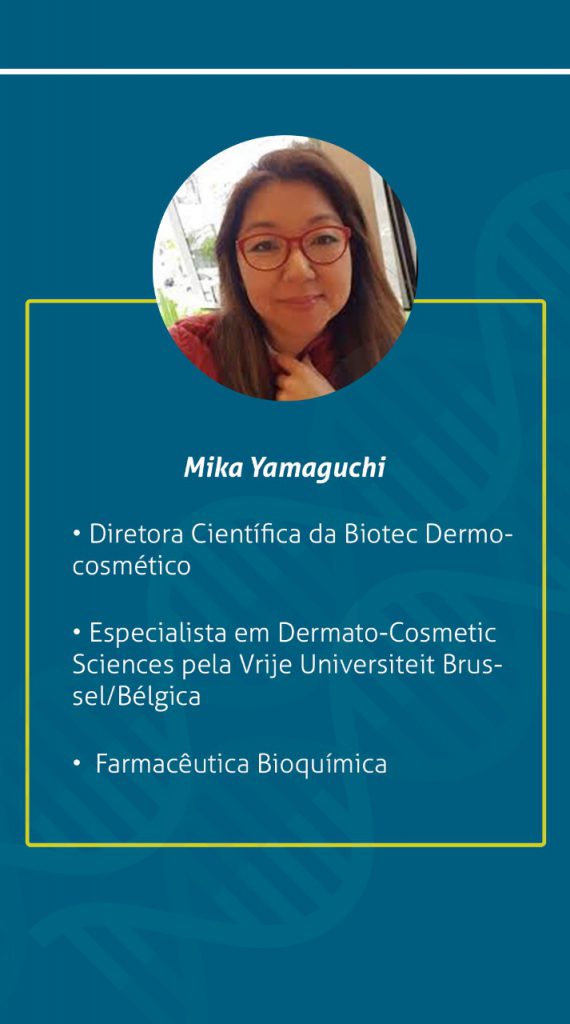 Mika Yamaguchi
• Diretora Científica da Biotec Dermo-
cosmético
• Especialista em Dermato-Cosmetic
Sciences pela Vrije Universiteit Brus-
sel/Bélgica
• Farmacêutica Bioquímica